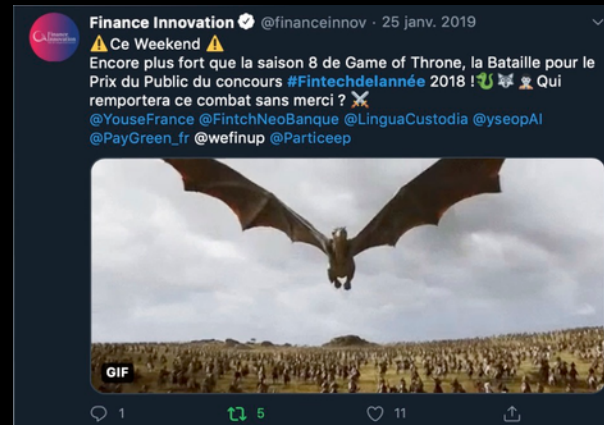 Finance Innovation @financeinnov · 25 janv. 2019
Finance Innovation
⚠️Ce Weekend ⚠️
Encore plus fort que la saison 8 de Game of Throne, la Bataille pour le
Prix du Public du concours #Fintechdelannée 2018 !🐉🐺🧟 Qui
remportera ce combat sans merci ? ⚔️
@YouseFrance @FintchNeoBanque @LinguaCustodia @yseopAI
@PayGreen_fr @wefinup @Particeep
GIF
1 5 11